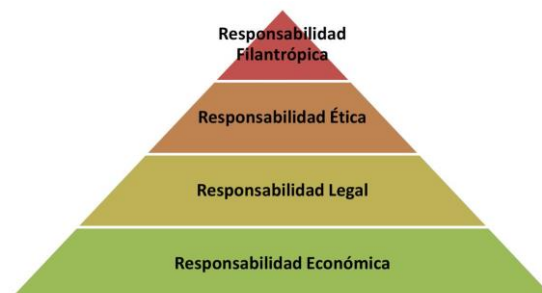 Responsabilidad
Filantrópica
Responsabilidad Ética
Responsabilidad Legal
Responsabilidad Económica